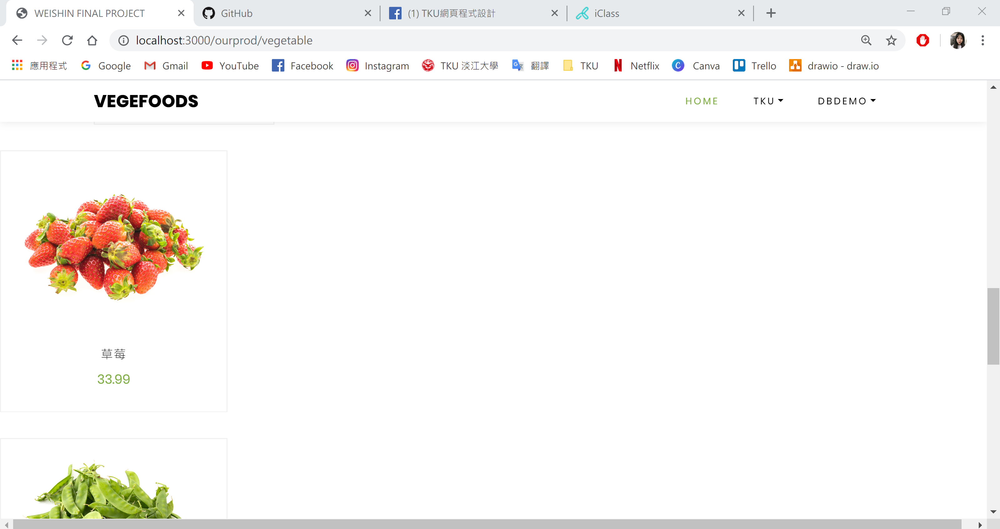 WEISHIN FINAL PROJECT
GitHub
(1) TKU網頁程式設計
iClass
localhost:3000/ourprod/vegetable
應用程式
Google
Gmail
YouTube
Facebook
Instagram
TKU 淡江大學
翻譯
TKU
Netflix
Canva
Trello
drawio - draw.io
VEGEFOODS
HOME
TKU
DBDEMO
草莓
33.99